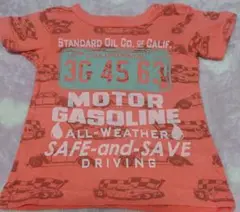 STANDARD OIL CO. OF CALIF.
3G 45 63
MOTOR
GASOLINE
ALL-WEATHER
SAFE-and-SAVE
DRIVING